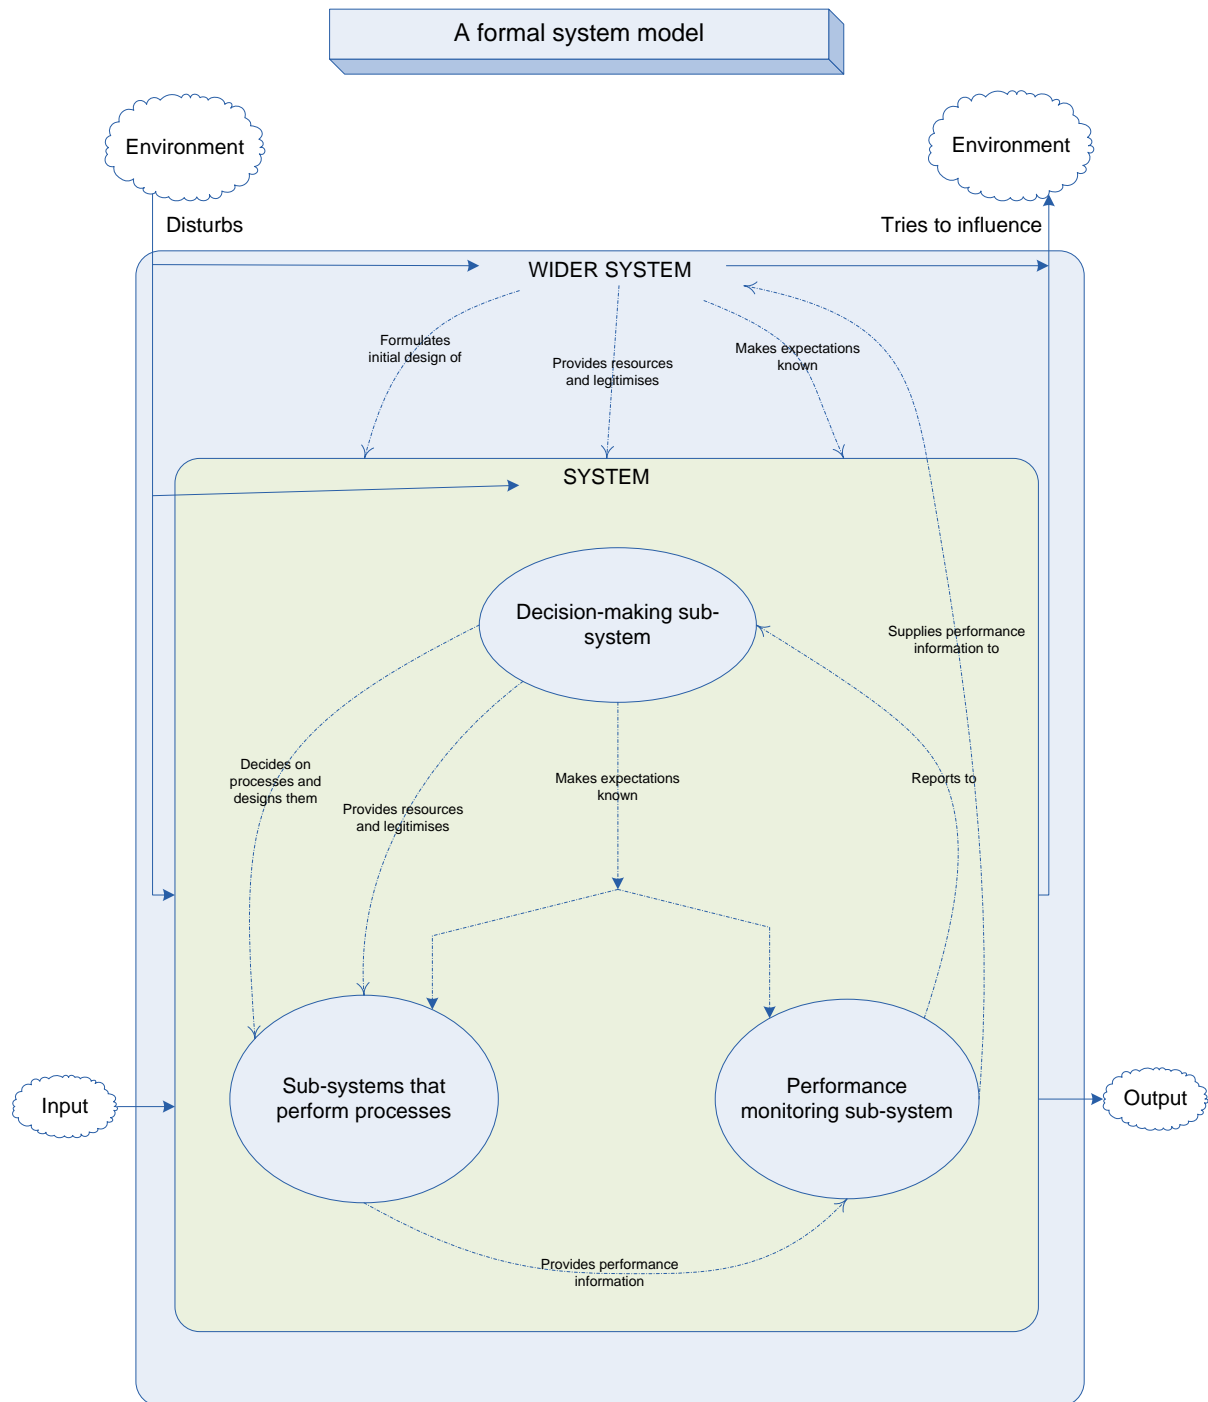 A formal system model
Environment
Environment
Disturbs
Tries to influence
WIDER SYSTEM
Formulates
initial design of
Provides resources
and legitimises
Makes expectations
known
SYSTEM
Decision-making sub-
system
Supplies performance
information to
Decides on
processes and
designs them
Provides resources
and legitimises
Makes expectations
known
Reports to
Sub-systems that
perform processes
Performance
monitoring sub-system
Input
Output
Provides performance
information